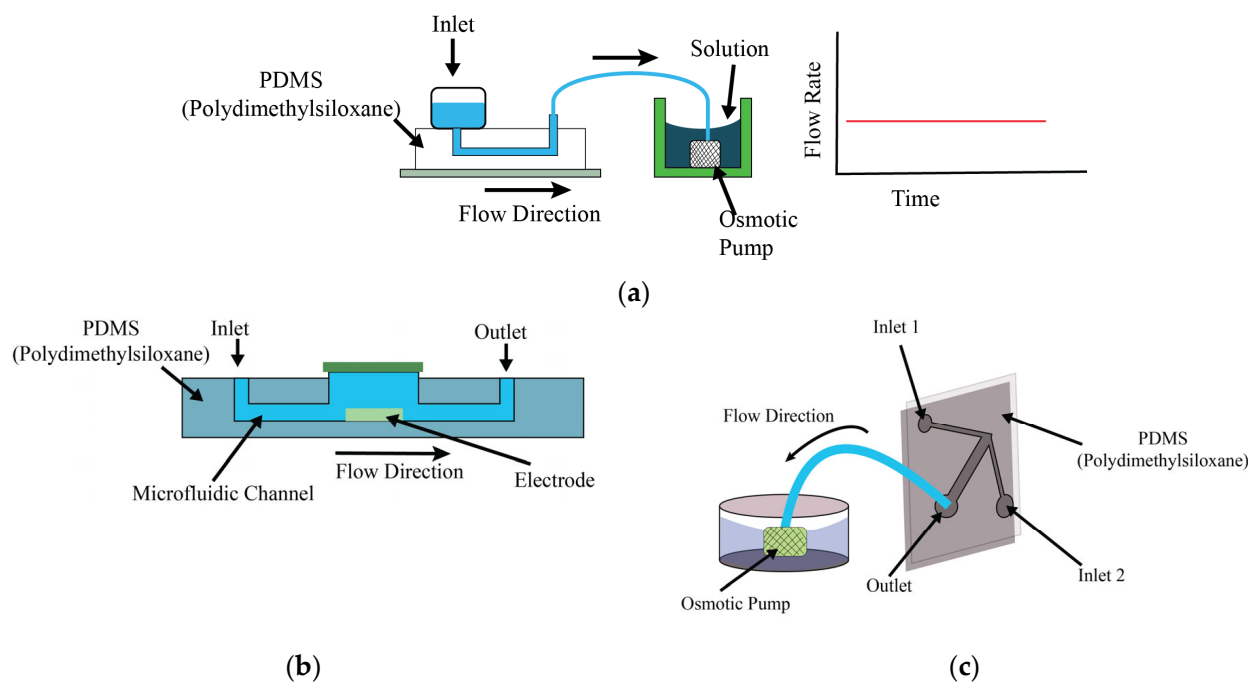 Inlet
PDMS
(Polydimethylsiloxane)
Solution
Flow Direction
Osmotic
Pump
Flow Rate
Time
(a)
PDMS
(Polydimethylsiloxane)
Inlet
Outlet
Flow Direction
Microfluidic Channel
Electrode
(b)
Inlet 1
Flow Direction
PDMS
(Polydimethylsiloxane)
Osmotic Pump
Outlet
Inlet 2
(c)